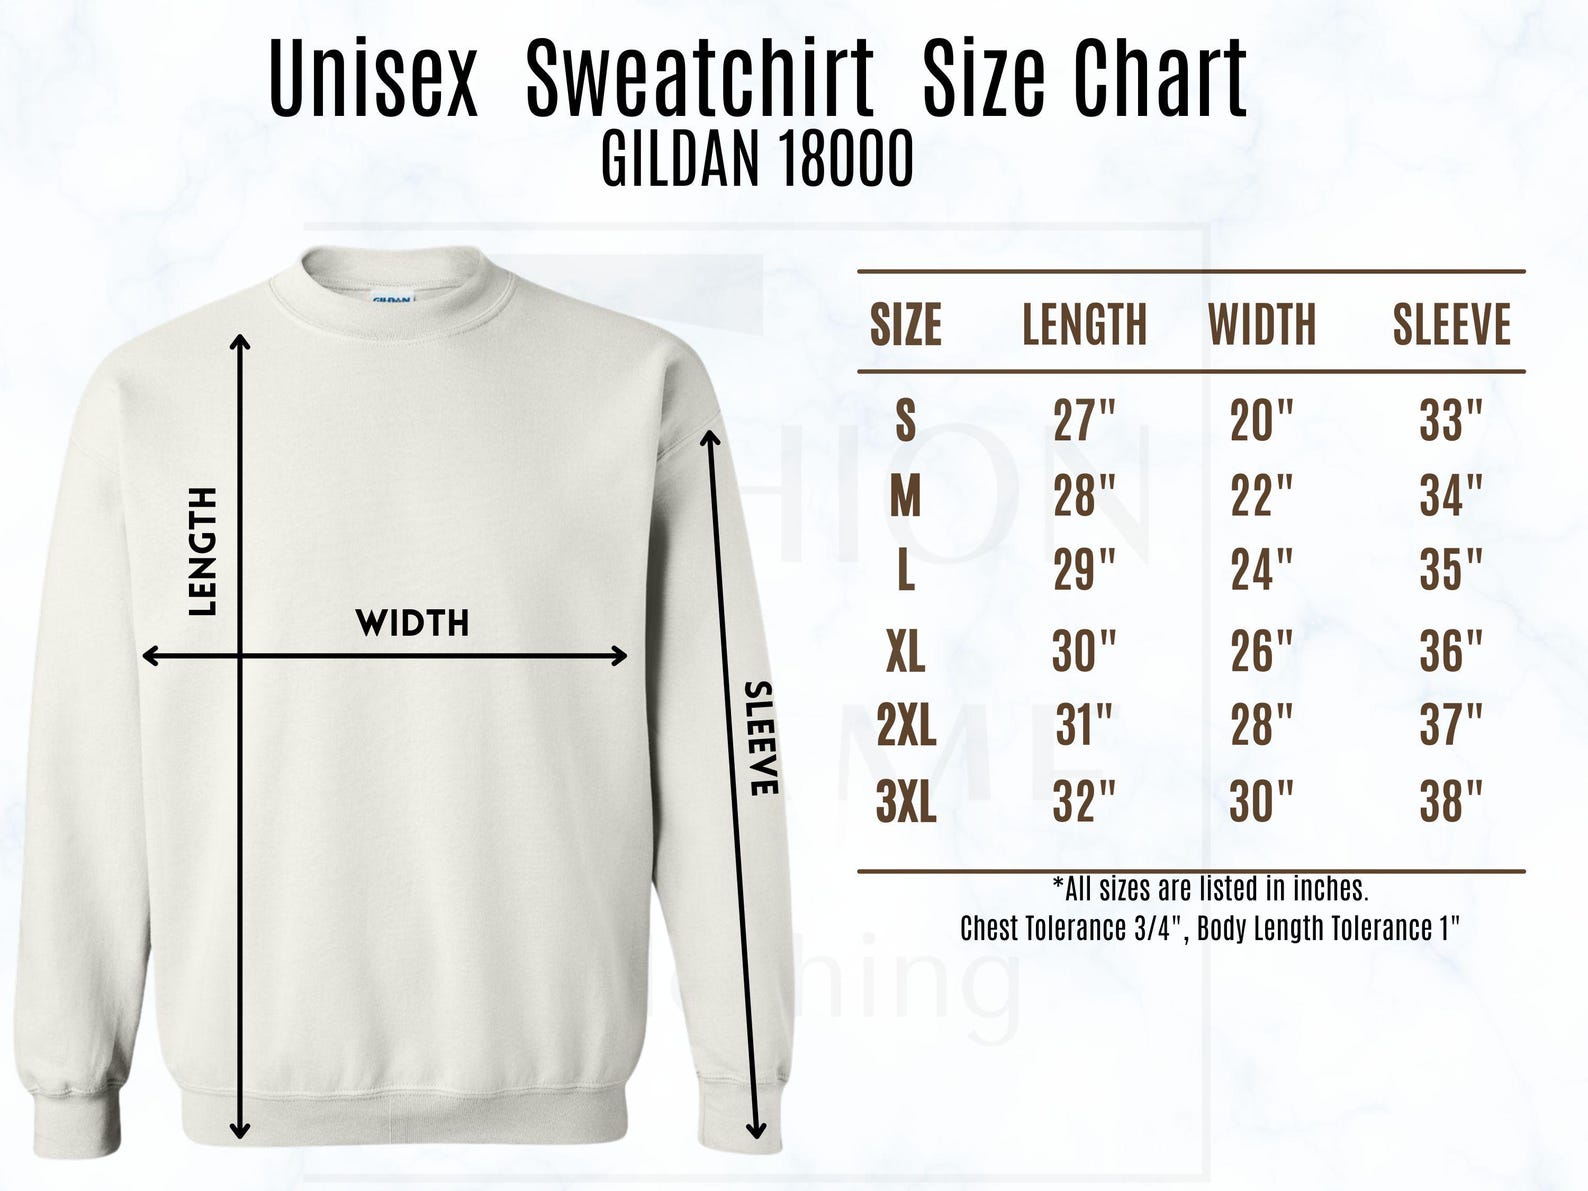 Unisex Sweatchirt Size Chart
GILDAN 18000
GILDAN
LENGTH
WIDTH
SLEEVE
SIZE LENGTH WIDTH SLEEVE
S 27" 20" 33"
M 28" 22" 34"
L 29" 24" 35"
XL 30" 26" 36"
2XL 31" 28" 37"
3XL 32" 30" 38"
*All sizes are listed in inches.
Chest Tolerance 3/4", Body Length Tolerance 1"